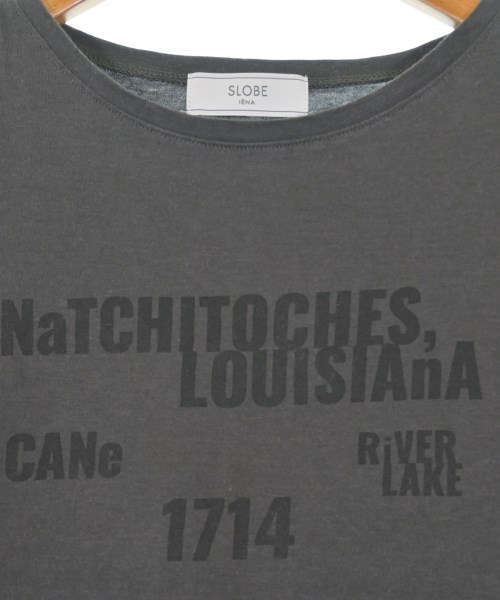 SLOBE
IÉNA
NaTCHITOCHES,
LOUISIAnA
CANe
RiVER
LAKE
1714